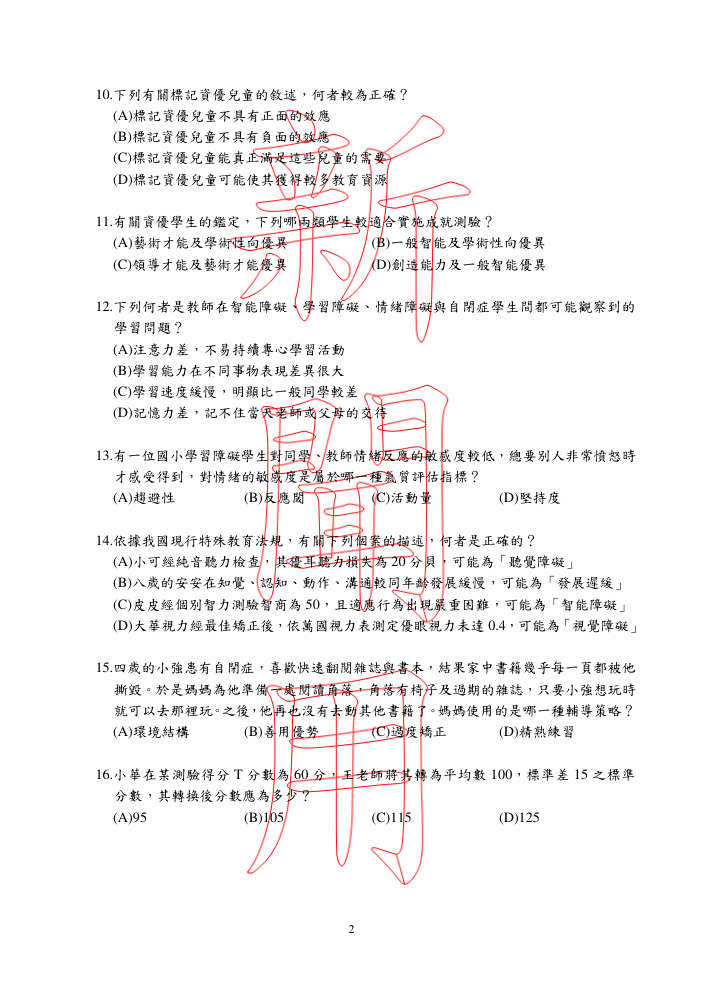 10.下列有關標記資優兒童的敘述，何者較為正確？
(A)標記資優兒童不具有正面的效應
(B)標記資優兒童不具有負面的效應
(C)標記資優兒童能真正滿足這些兒童的需要
(D)標記資優兒童可能使其獲得較多教育資源
11.有關資優學生的鑑定，下列哪兩類學生較適合實施成就測驗？
(A)藝術才能及學術性向優異 (B)一般智能及學術性向優異
(C)領導才能及藝術才能優異 (D)創造能力及一般智能優異
12.下列何者是教師在智能障礙、學習障礙、情緒障礙與自閉症學生間都可能觀察到的
學習問題？
(A)注意力差，不易持續專心學習活動
(B)學習能力在不同事物表現差異很大
(C)學習速度緩慢，明顯比一般同學較差
(D)記憶力差，記不住當天老師或父母的交待
13.有一位國小學習障礙學生對同學、教師情緒反應的敏感度較低，總要別人非常憤怒時
才感受得到，對情緒的敏感度是屬於哪一種氣質評估指標？
(A)趨避性 (B)反應閾 (C)活動量 (D)堅持度
14.依據我國現行特殊教育法規，有關下列個案的描述，何者是正確的？
(A)小可經純音聽力檢查，其優耳聽力損失為 20 分貝，可能為「聽覺障礙」
(B)八歲的安安在知覺、認知、動作、溝通較同年齡發展緩慢，可能為「發展遲緩」
(C)皮皮經個別智力測驗智商為 50，且適應行為出現嚴重困難，可能為「智能障礙」
(D)大華視力經最佳矯正後，依萬國視力表測定優眼視力未達 0.4，可能為「視覺障礙」
15.四歲的小強患有自閉症，喜歡快速翻閱雜誌與書本，結果家中書籍幾乎每一頁都被他
撕毀。於是媽媽為他準備一處閱讀角落，角落有椅子及過期的雜誌，只要小強想玩時
就可以去那裡玩。之後，他再也沒有去動其他書籍了。媽媽使用的是哪一種輔導策略？
(A)環境結構 (B)善用優勢 (C)過度矯正 (D)精熟練習
16.小華在某測驗得分 T 分數為 60 分，王老師將其轉為平均數 100，標準差 15 之標準
分數，其轉換後分數應為多少？
(A)95 (B)105 (C)115 (D)125
2